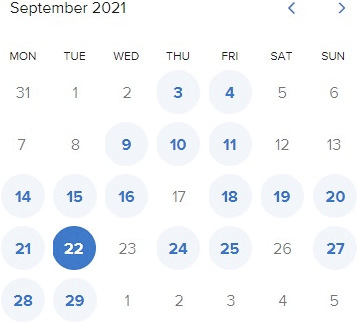 September 2021
MON TUE WED THU FRI SAT SUN
31 1 2 3 4 5 6
7 8 9 10 11 12 13
14 15 16 17 18 19 20
21 22 23 24 25 26 27
28 29 1 2 3 4 5